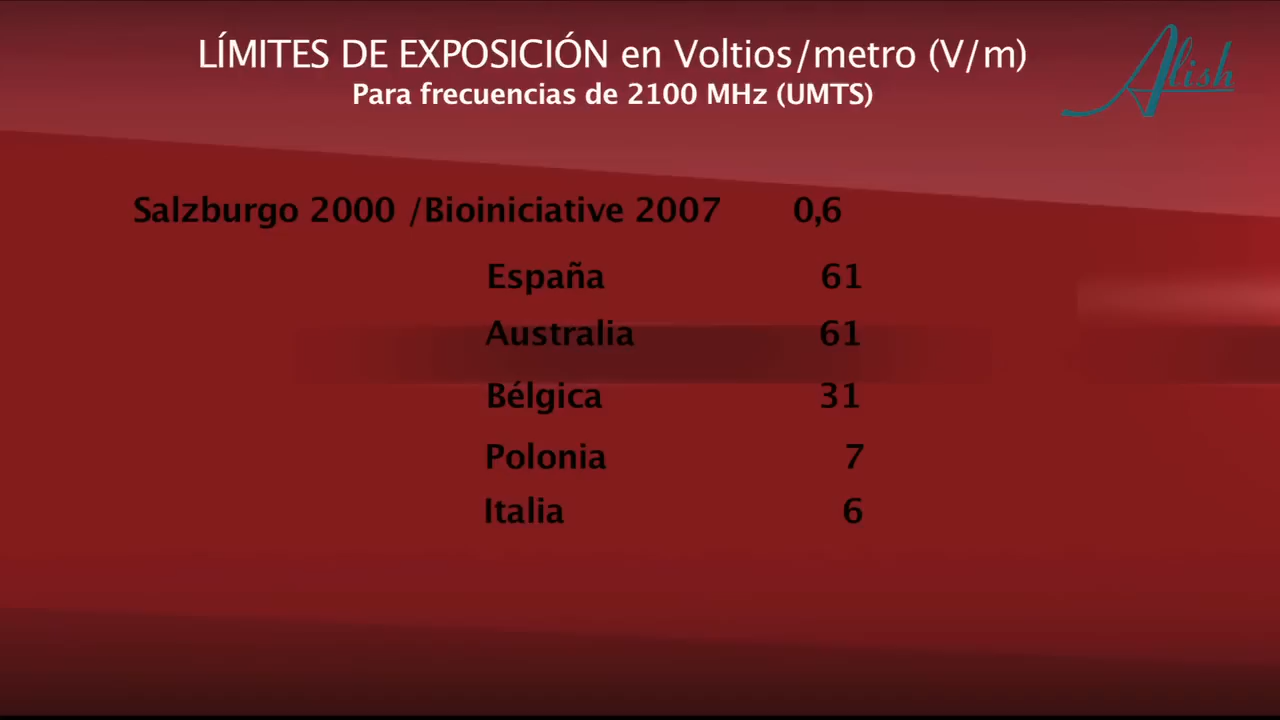 LÍMITES DE EXPOSICIÓN en Voltios/metro (V/m)
Para frecuencias de 2100 MHz (UMTS)
Alish
Salzburgo 2000 /Bioiniciative 2007 0,6
España 61
Australia 61
Bélgica 31
Polonia 7
Italia 6